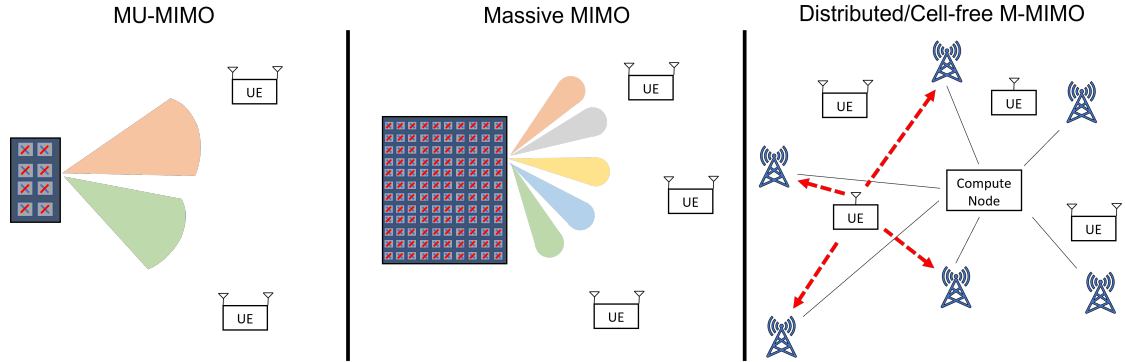 MU-MIMO
UE
UE
Massive MIMO
UE
UE
UE
Distributed/Cell-free M-MIMO
UE
UE
Compute
Node
UE
UE